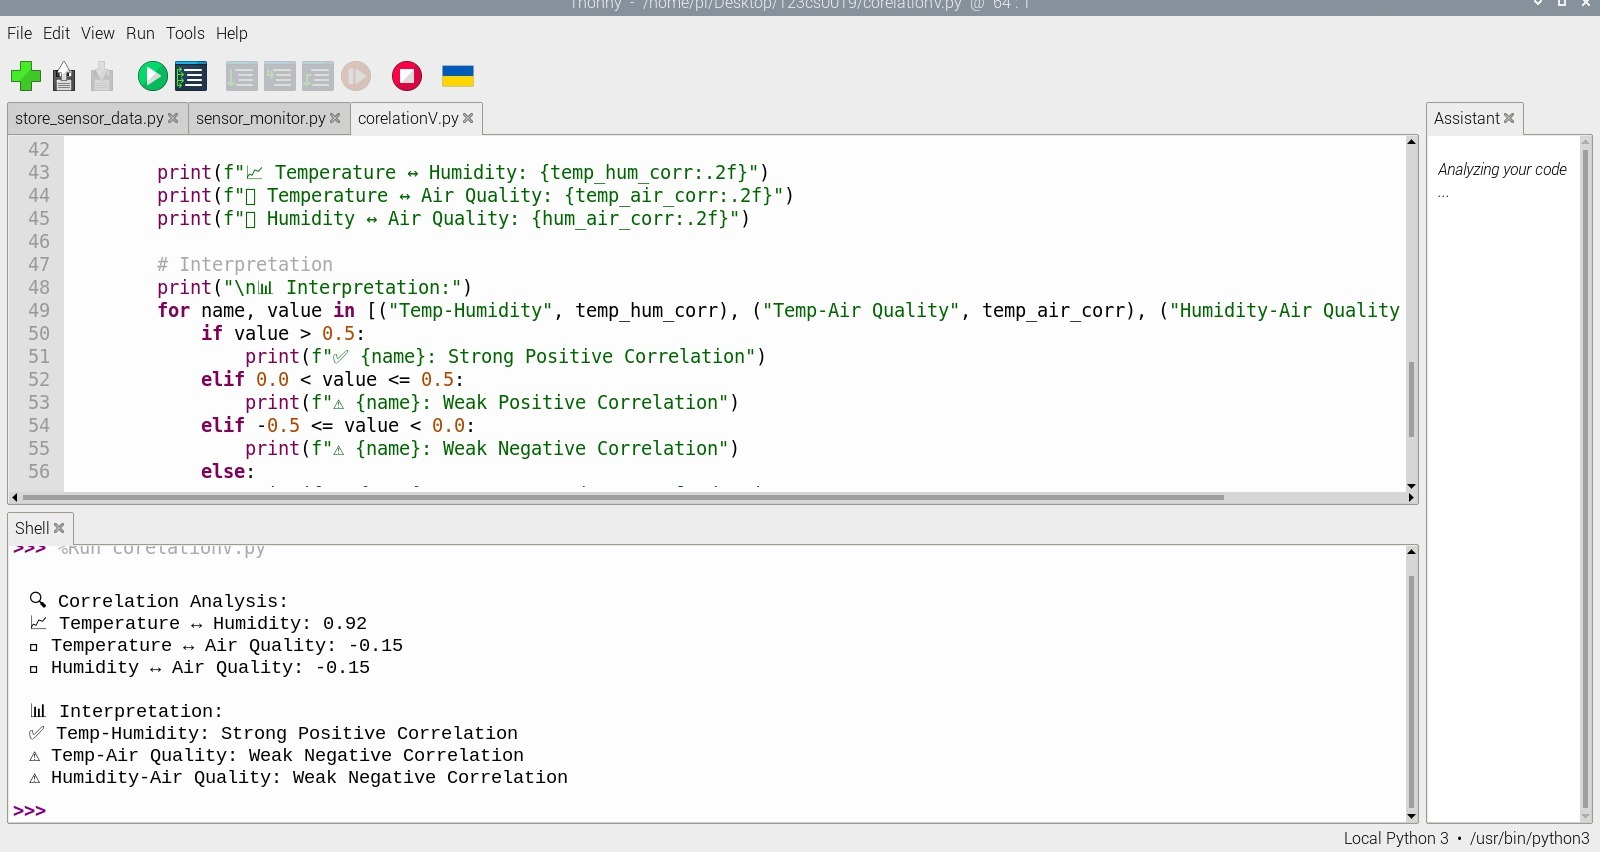 Thonny - /home/pi/Desktop/123cs0019/corelationV.py @ 64 : 1
File Edit View Run Tools Help
store_sensor_data.py sensor_monitor.py corelationV.py
Assistant
42
43 print(f"📈 Temperature ↔ Humidity: {temp_hum_corr:.2f}")
44 print(f"▯ Temperature ↔ Air Quality: {temp_air_corr:.2f}")
45 print(f"▯ Humidity ↔ Air Quality: {hum_air_corr:.2f}")
46
47 # Interpretation
48 print("\n📊 Interpretation:")
49 for name, value in [("Temp-Humidity", temp_hum_corr), ("Temp-Air Quality", temp_air_corr), ("Humidity-Air Quality
50 if value > 0.5:
51 print(f"✅ {name}: Strong Positive Correlation")
52 elif 0.0 < value <= 0.5:
53 print(f"⚠ {name}: Weak Positive Correlation")
54 elif -0.5 <= value < 0.0:
55 print(f"⚠ {name}: Weak Negative Correlation")
56 else:
Analyzing your code
...
Shell
>>> %Run corelationV.py
🔍 Correlation Analysis:
📈 Temperature ↔ Humidity: 0.92
▯ Temperature ↔ Air Quality: -0.15
▯ Humidity ↔ Air Quality: -0.15
📊 Interpretation:
✅ Temp-Humidity: Strong Positive Correlation
⚠ Temp-Air Quality: Weak Negative Correlation
⚠ Humidity-Air Quality: Weak Negative Correlation
>>>
Local Python 3 • /usr/bin/python3